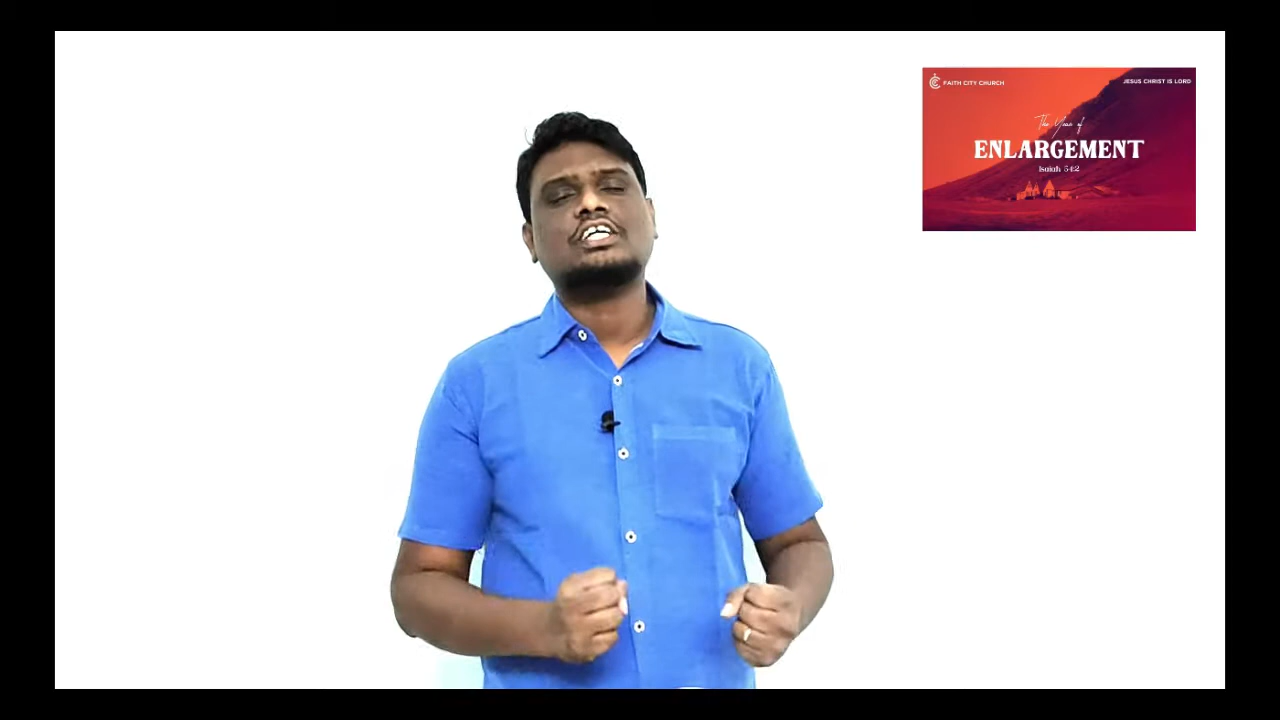 FAITH CITY CHURCH
JESUS CHRIST IS LORD
The Year of
ENLARGEMENT
Isaiah 54:2